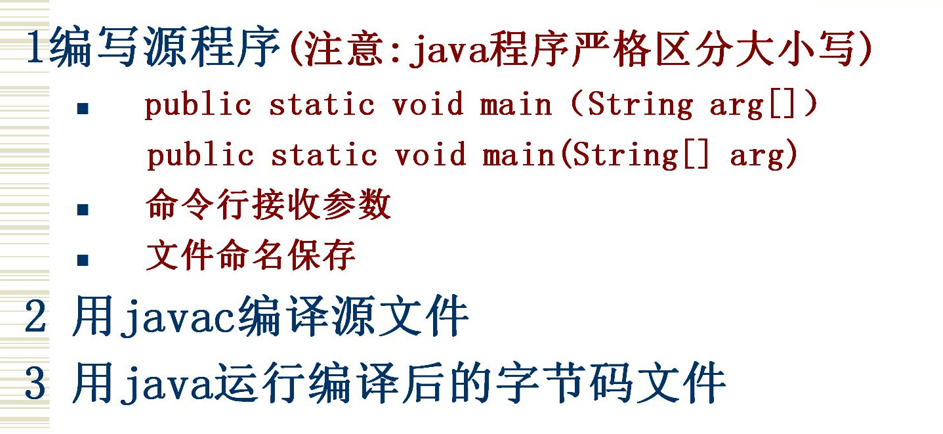 1编写源程序(注意:java程序严格区分大小写)
■ public static void main（String arg[]）
public static void main(String[] arg)
■ 命令行接收参数
■ 文件命名保存
2 用javac编译源文件
3 用java运行编译后的字节码文件